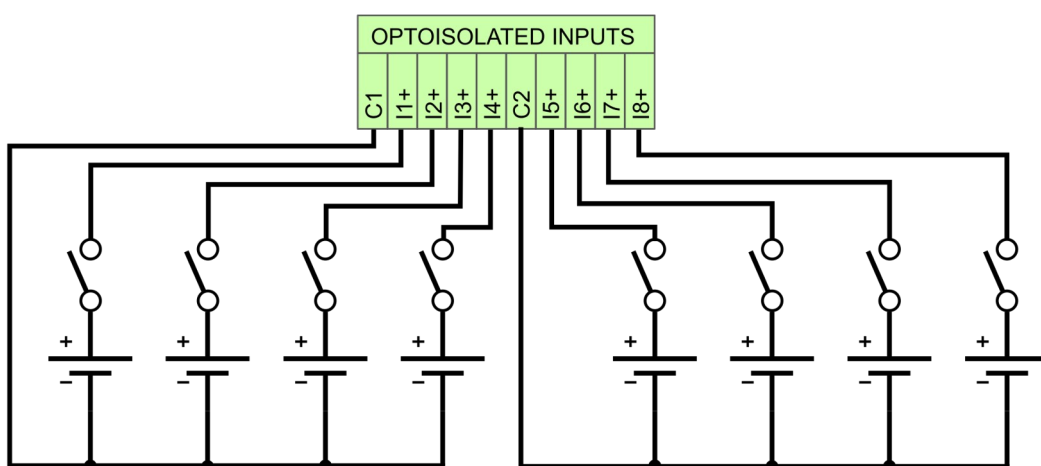 OPTOISOLATED INPUTS
C1
I1+
I2+
I3+
I4+
C2
I5+
I6+
I7+
I8+
+ + + + + + + +
− − − − − − − −